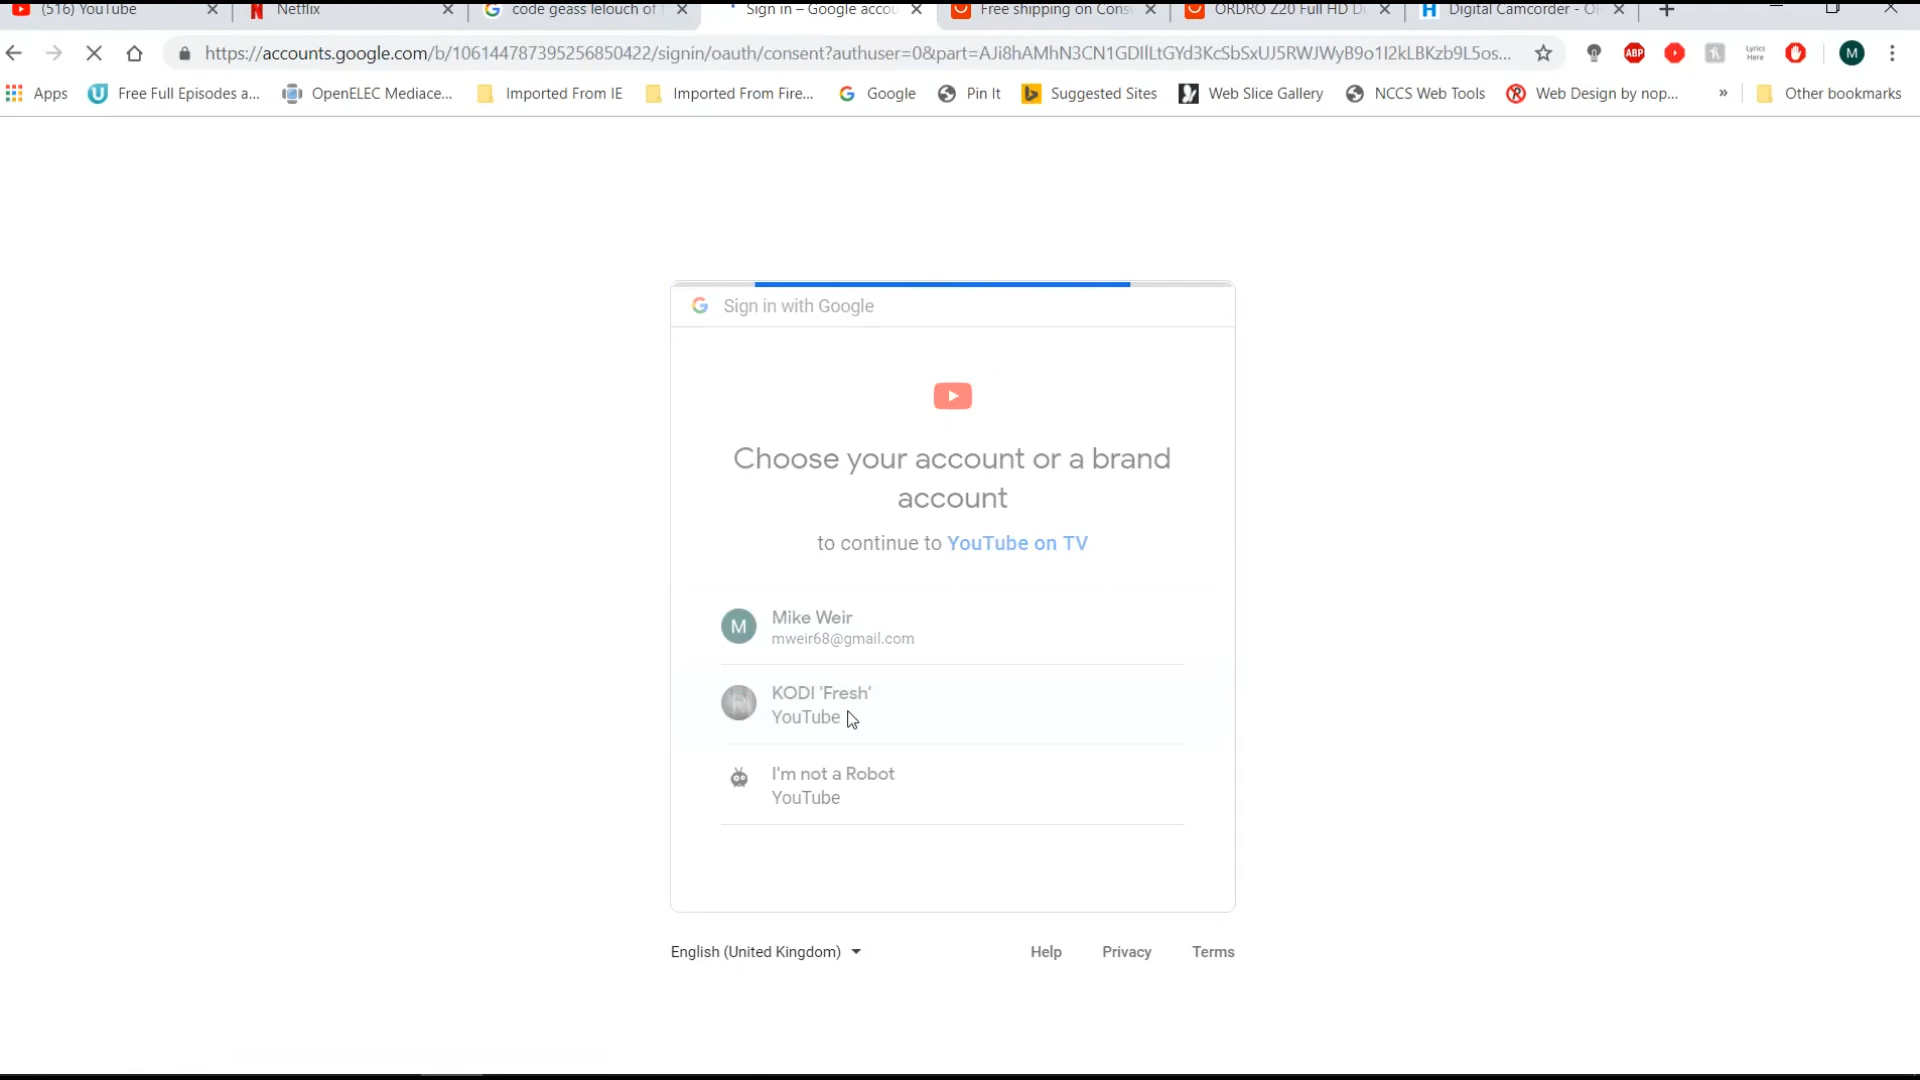 (516) YouTube
Netflix
code geass lelouch of
Sign in – Google accou
Free shipping on Cons
ORDRO Z20 Full HD Di
Digital Camcorder - O
https://accounts.google.com/b/106144787395256850422/signin/oauth/consent?authuser=0&part=
ABP
Lyrics
Here
M
Apps
Free Full Episodes a...
OpenELEC Mediace...
Imported From IE
Imported From Fire...
Google
Pin It
Suggested Sites
Web Slice Gallery
NCCS Web Tools
Web Design by nop...
»
Other bookmarks
Sign in with Google
Choose your account or a brand
account
to continue to YouTube on TV
M
Mike Weir
mweir68@gmail.com
KODI 'Fresh'
YouTube
I'm not a Robot
YouTube
English (United Kingdom)
Help
Privacy
Terms